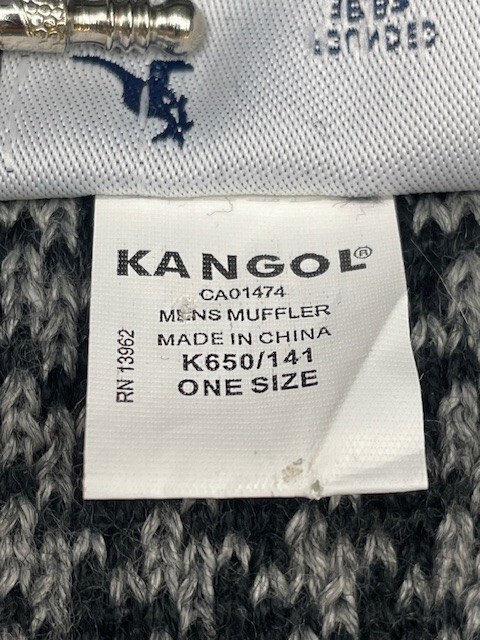 KANGOL®
CA01474
MENS MUFFLER
MADE IN CHINA
K650/141
ONE SIZE
RN 13962